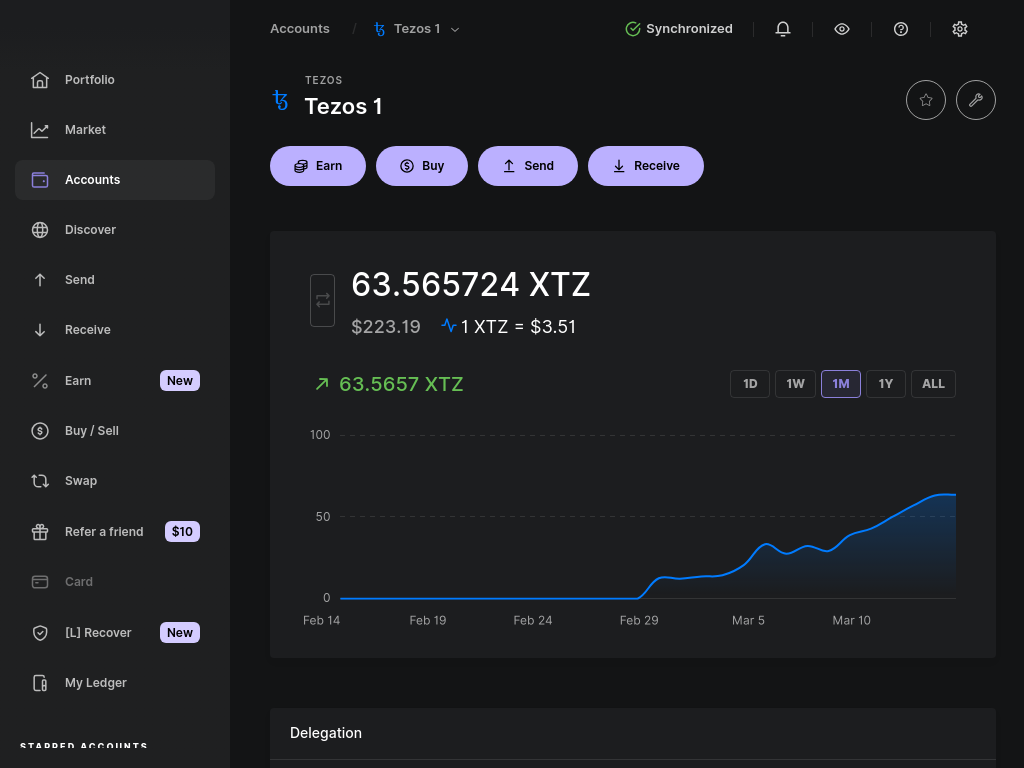 Accounts / Tezos 1 Synchronized
Portfolio
Market
Accounts
Discover
Send
Receive
Earn New
Buy / Sell
Swap
Refer a friend $10
Card
[L] Recover New
My Ledger
STARRED ACCOUNTS
TEZOS
Tezos 1
Earn Buy Send Receive
63.565724 XTZ
$223.19 1 XTZ = $3.51
63.5657 XTZ
1D 1W 1M 1Y ALL
100
50
0
Feb 14 Feb 19 Feb 24 Feb 29 Mar 5 Mar 10
Delegation